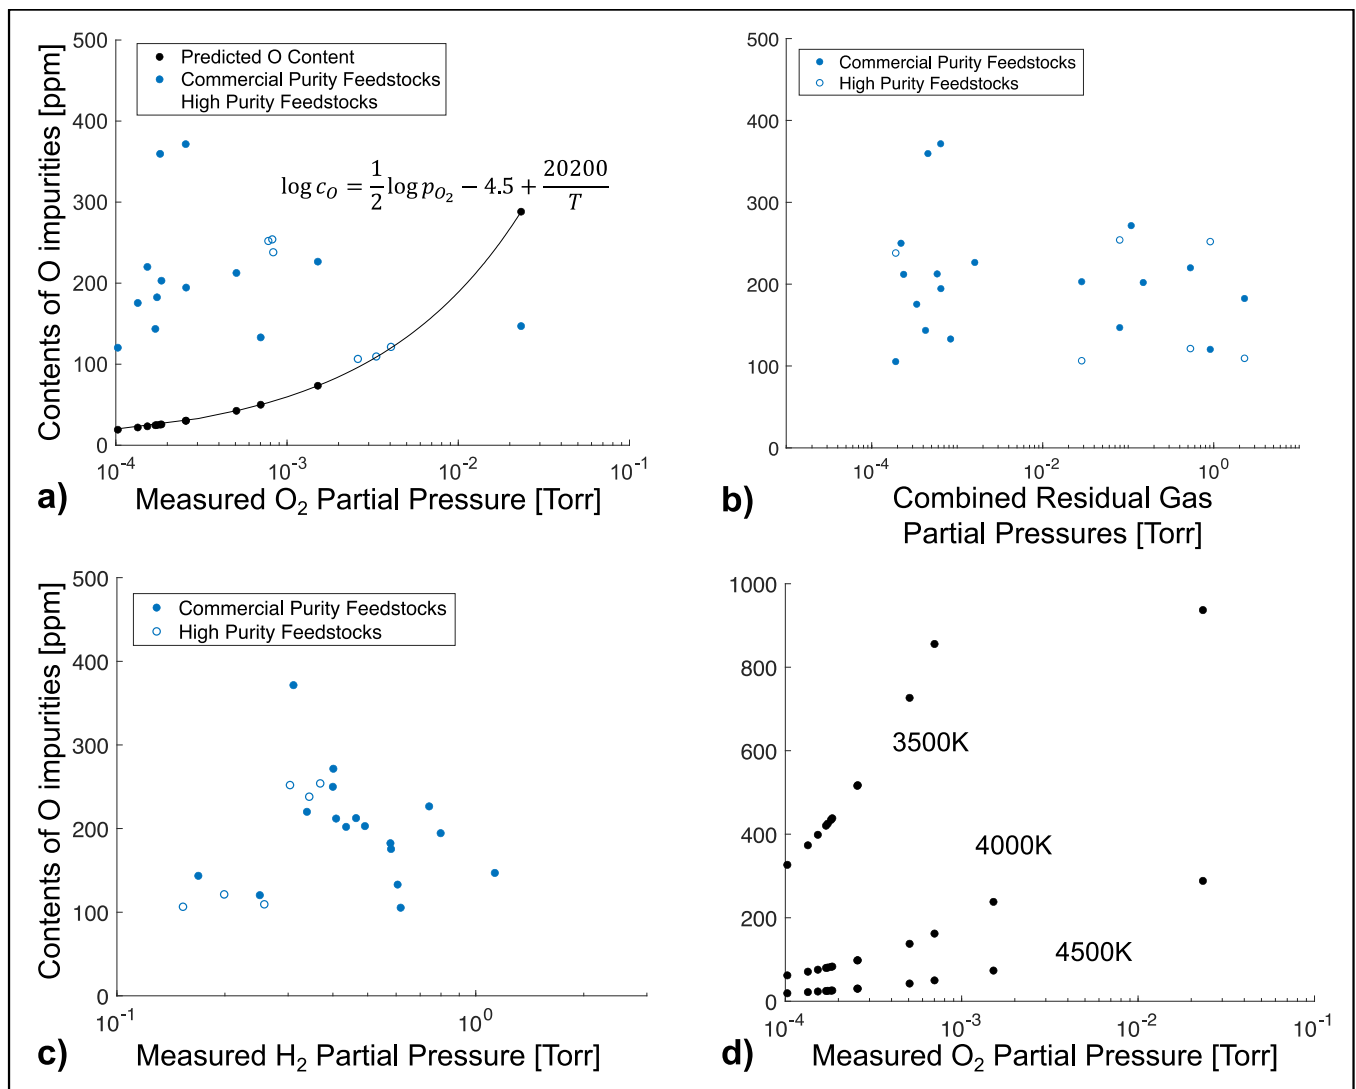 500
400
300
200
100
0
Contents of O impurities [ppm]
Predicted O Content
Commercial Purity Feedstocks
High Purity Feedstocks
log c_O = 1/2 log p_{O_2} − 4.5 + 20200/T
10^-4
10^-3
10^-2
10^-1
a)
Measured O₂ Partial Pressure [Torr]
500
400
300
200
100
0
Commercial Purity Feedstocks
High Purity Feedstocks
10^-4
10^-2
10^0
b)
Combined Residual Gas
Partial Pressures [Torr]
500
400
300
200
100
0
Contents of O impurities [ppm]
Commercial Purity Feedstocks
High Purity Feedstocks
10^-1
10^0
c)
Measured H₂ Partial Pressure [Torr]
1000
800
600
400
200
0
3500K
4000K
4500K
10^-4
10^-3
10^-2
10^-1
d)
Measured O₂ Partial Pressure [Torr]